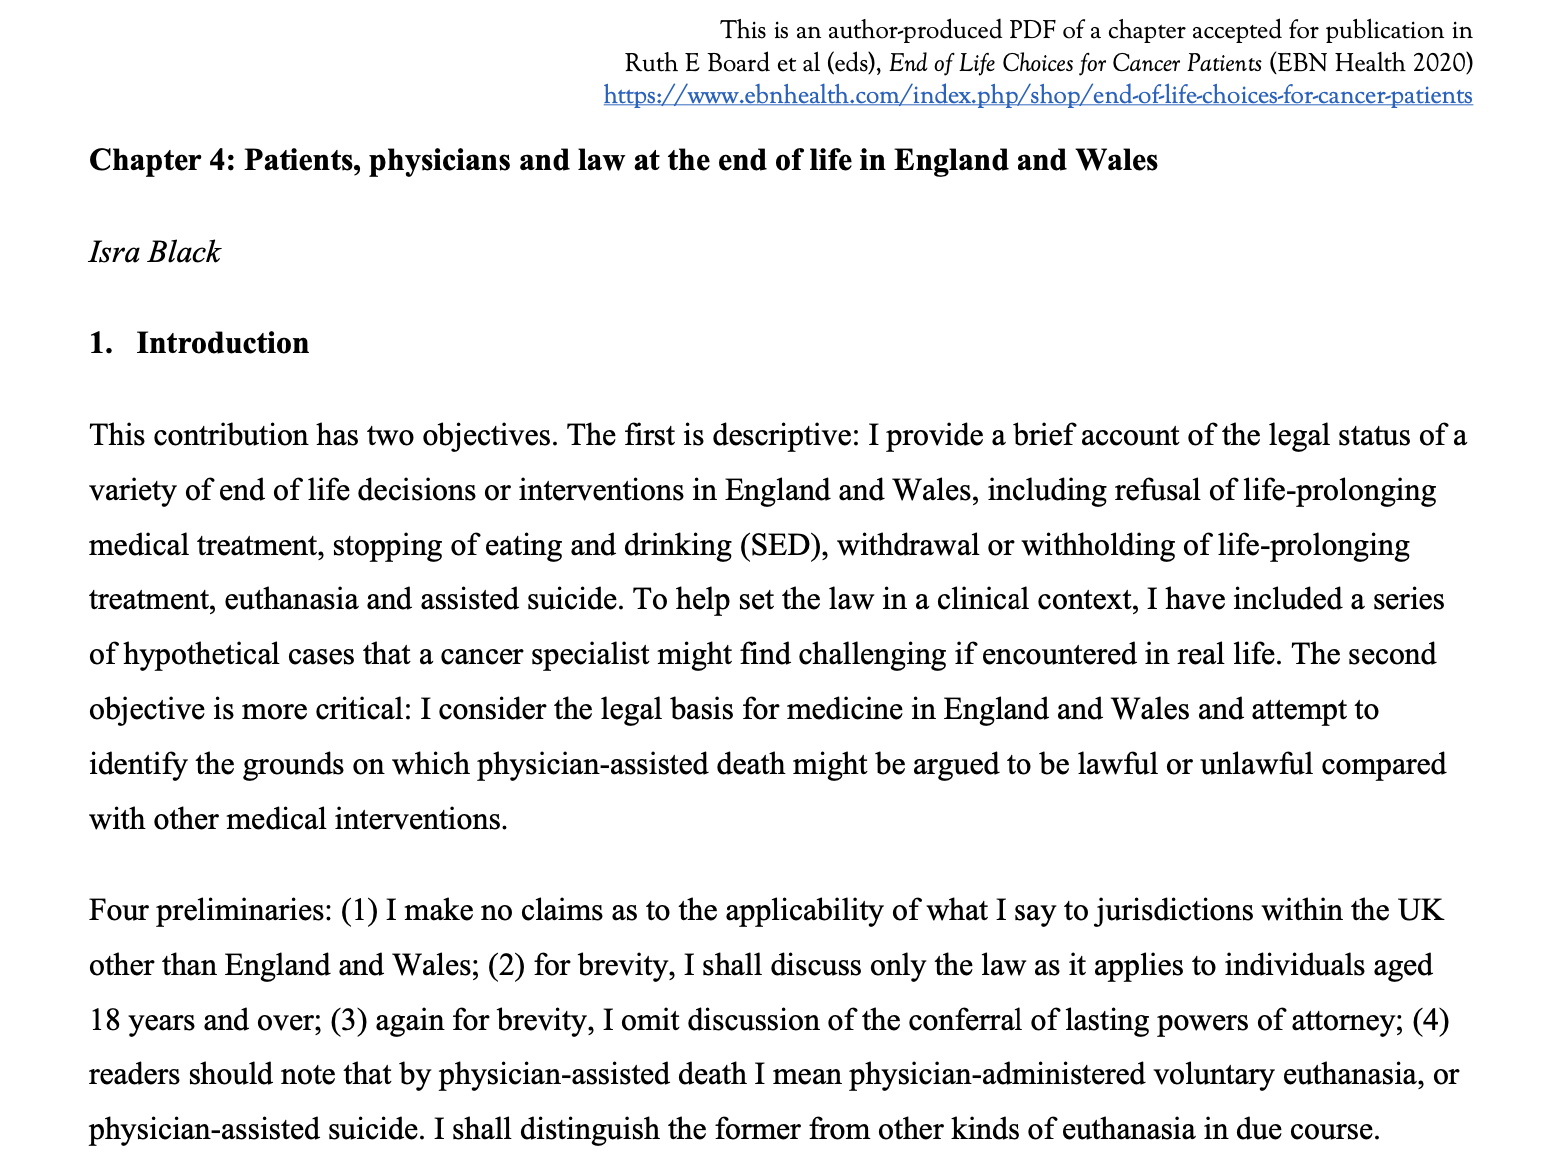 This is an author-produced PDF of a chapter accepted for publication in
Ruth E Board et al (eds), End of Life Choices for Cancer Patients (EBN Health 2020)
https://www.ebnhealth.com/index.php/shop/end-of-life-choices-for-cancer-patients
Chapter 4: Patients, physicians and law at the end of life in England and Wales
Isra Black
1. Introduction
This contribution has two objectives. The first is descriptive: I provide a brief account of the legal status of a
variety of end of life decisions or interventions in England and Wales, including refusal of life-prolonging
medical treatment, stopping of eating and drinking (SED), withdrawal or withholding of life-prolonging
treatment, euthanasia and assisted suicide. To help set the law in a clinical context, I have included a series
of hypothetical cases that a cancer specialist might find challenging if encountered in real life. The second
objective is more critical: I consider the legal basis for medicine in England and Wales and attempt to
identify the grounds on which physician-assisted death might be argued to be lawful or unlawful compared
with other medical interventions.
Four preliminaries: (1) I make no claims as to the applicability of what I say to jurisdictions within the UK
other than England and Wales; (2) for brevity, I shall discuss only the law as it applies to individuals aged
18 years and over; (3) again for brevity, I omit discussion of the conferral of lasting powers of attorney; (4)
readers should note that by physician-assisted death I mean physician-administered voluntary euthanasia, or
physician-assisted suicide. I shall distinguish the former from other kinds of euthanasia in due course.